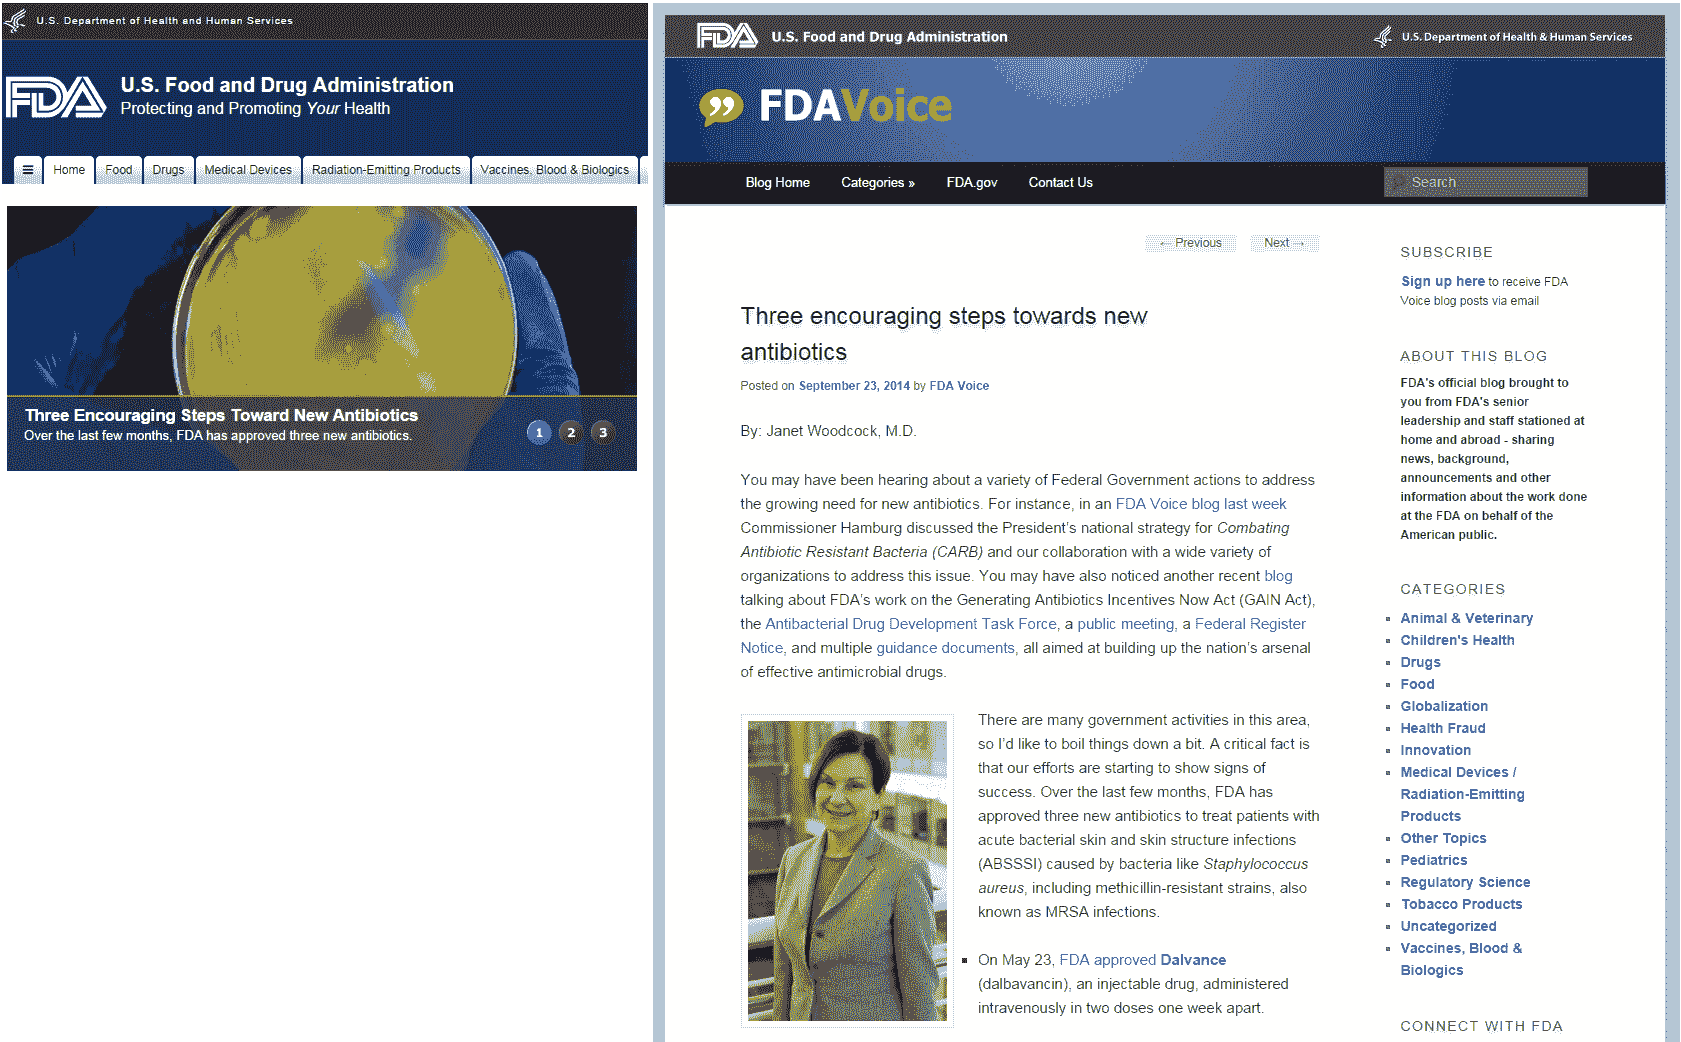 U.S. Department of Health and Human Services
FDA
U.S. Food and Drug Administration
Protecting and Promoting Your Health
Home Food Drugs Medical Devices Radiation-Emitting Products Vaccines, Blood & Biologics
Three Encouraging Steps Toward New Antibiotics
Over the last few months, FDA has approved three new antibiotics.
1 2 3
FDA U.S. Food and Drug Administration
U.S. Department of Health & Human Services
FDAVoice
Blog Home Categories » FDA.gov Contact Us
Search
← Previous Next →
Three encouraging steps towards new
antibiotics
Posted on September 23, 2014 by FDA Voice
By: Janet Woodcock, M.D.
You may have been hearing about a variety of Federal Government actions to address
the growing need for new antibiotics. For instance, in an FDA Voice blog last week
Commissioner Hamburg discussed the President’s national strategy for Combating
Antibiotic Resistant Bacteria (CARB) and our collaboration with a wide variety of
organizations to address this issue. You may have also noticed another recent blog
talking about FDA’s work on the Generating Antibiotics Incentives Now Act (GAIN Act),
the Antibacterial Drug Development Task Force, a public meeting, a Federal Register
Notice, and multiple guidance documents, all aimed at building up the nation’s arsenal
of effective antimicrobial drugs.
There are many government activities in this area,
so I’d like to boil things down a bit. A critical fact is
that our efforts are starting to show signs of
success. Over the last few months, FDA has
approved three new antibiotics to treat patients with
acute bacterial skin and skin structure infections
(ABSSSI) caused by bacteria like Staphylococcus
aureus, including methicillin-resistant strains, also
known as MRSA infections.
On May 23, FDA approved Dalvance
(dalbavancin), an injectable drug, administered
intravenously in two doses one week apart.
SUBSCRIBE
Sign up here to receive FDA
Voice blog posts via email
ABOUT THIS BLOG
FDA's official blog brought to
you from FDA's senior
leadership and staff stationed at
home and abroad - sharing
news, background,
announcements and other
information about the work done
at the FDA on behalf of the
American public.
CATEGORIES
Animal & Veterinary
Children's Health
Drugs
Food
Globalization
Health Fraud
Innovation
Medical Devices /
Radiation-Emitting
Products
Other Topics
Pediatrics
Regulatory Science
Tobacco Products
Uncategorized
Vaccines, Blood &
Biologics
CONNECT WITH FDA